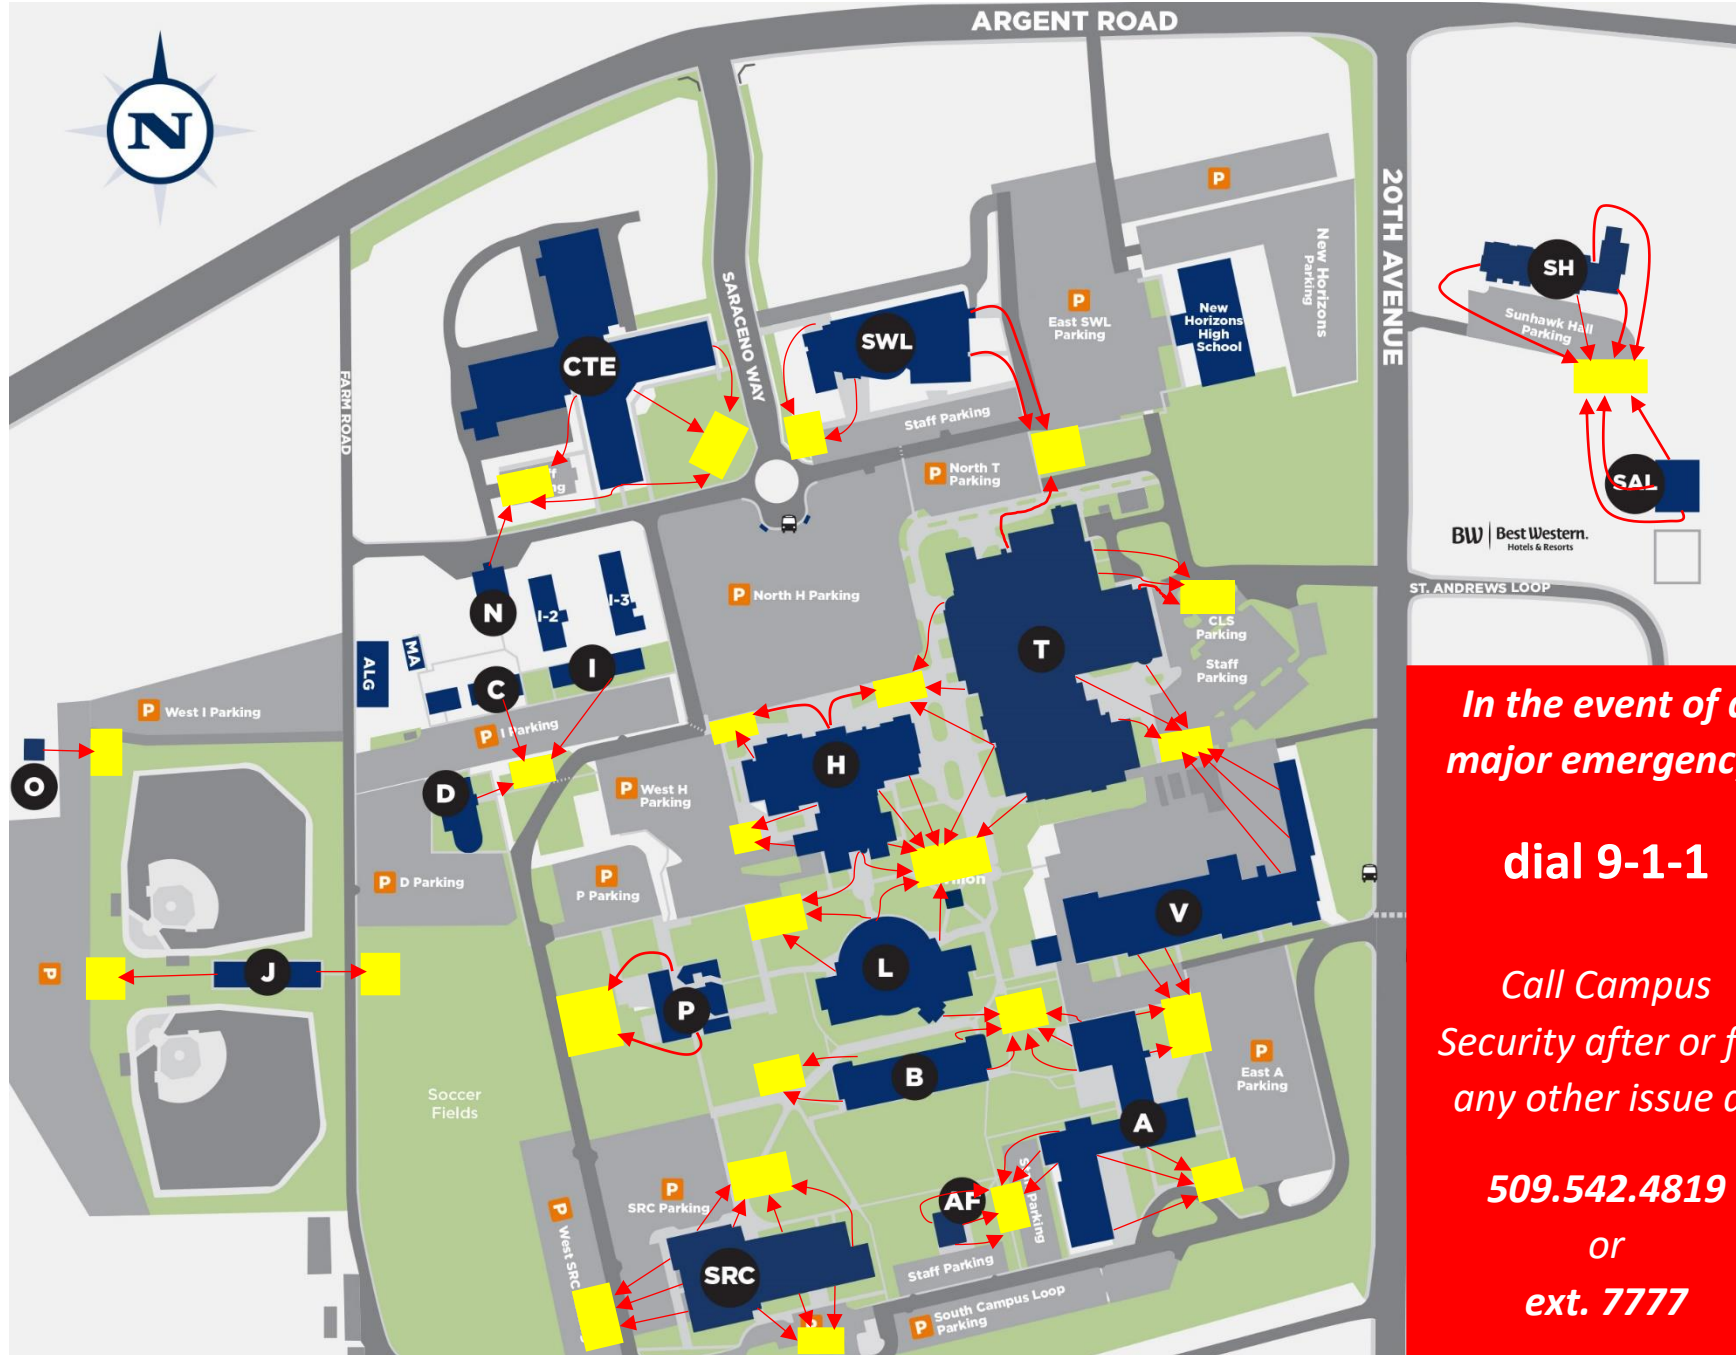 ARGENT ROAD
N
SARACENO WAY
20TH AVENUE
FARM ROAD
P
New Horizons
Parking
SH
Sunhawk Hall
Parking
P
East SWL
Parking
New
Horizons
High
School
SWL
CTE
Staff Parking
P North T
Parking
SAL
BW Best Western.
Hotels & Resorts
ST. ANDREWS LOOP
P North H Parking
N
I-2
I-3
T
CLS
Parking
Staff
Parking
MA
ALG
C
I
P West I Parking
P I Parking
O
D
H
P West H
Parking
P D Parking
P
P Parking
V
L
P
J
P
B
P
East A
Parking
Soccer
Fields
A
P
SRC Parking
P
West SRC
AF
Parking
SRC
Staff Parking
P South Campus Loop
Parking
In the event of
major
dial 9-1-1
Call Campus
Security after or
any other issue
509.542.4819
or
ext. 7777